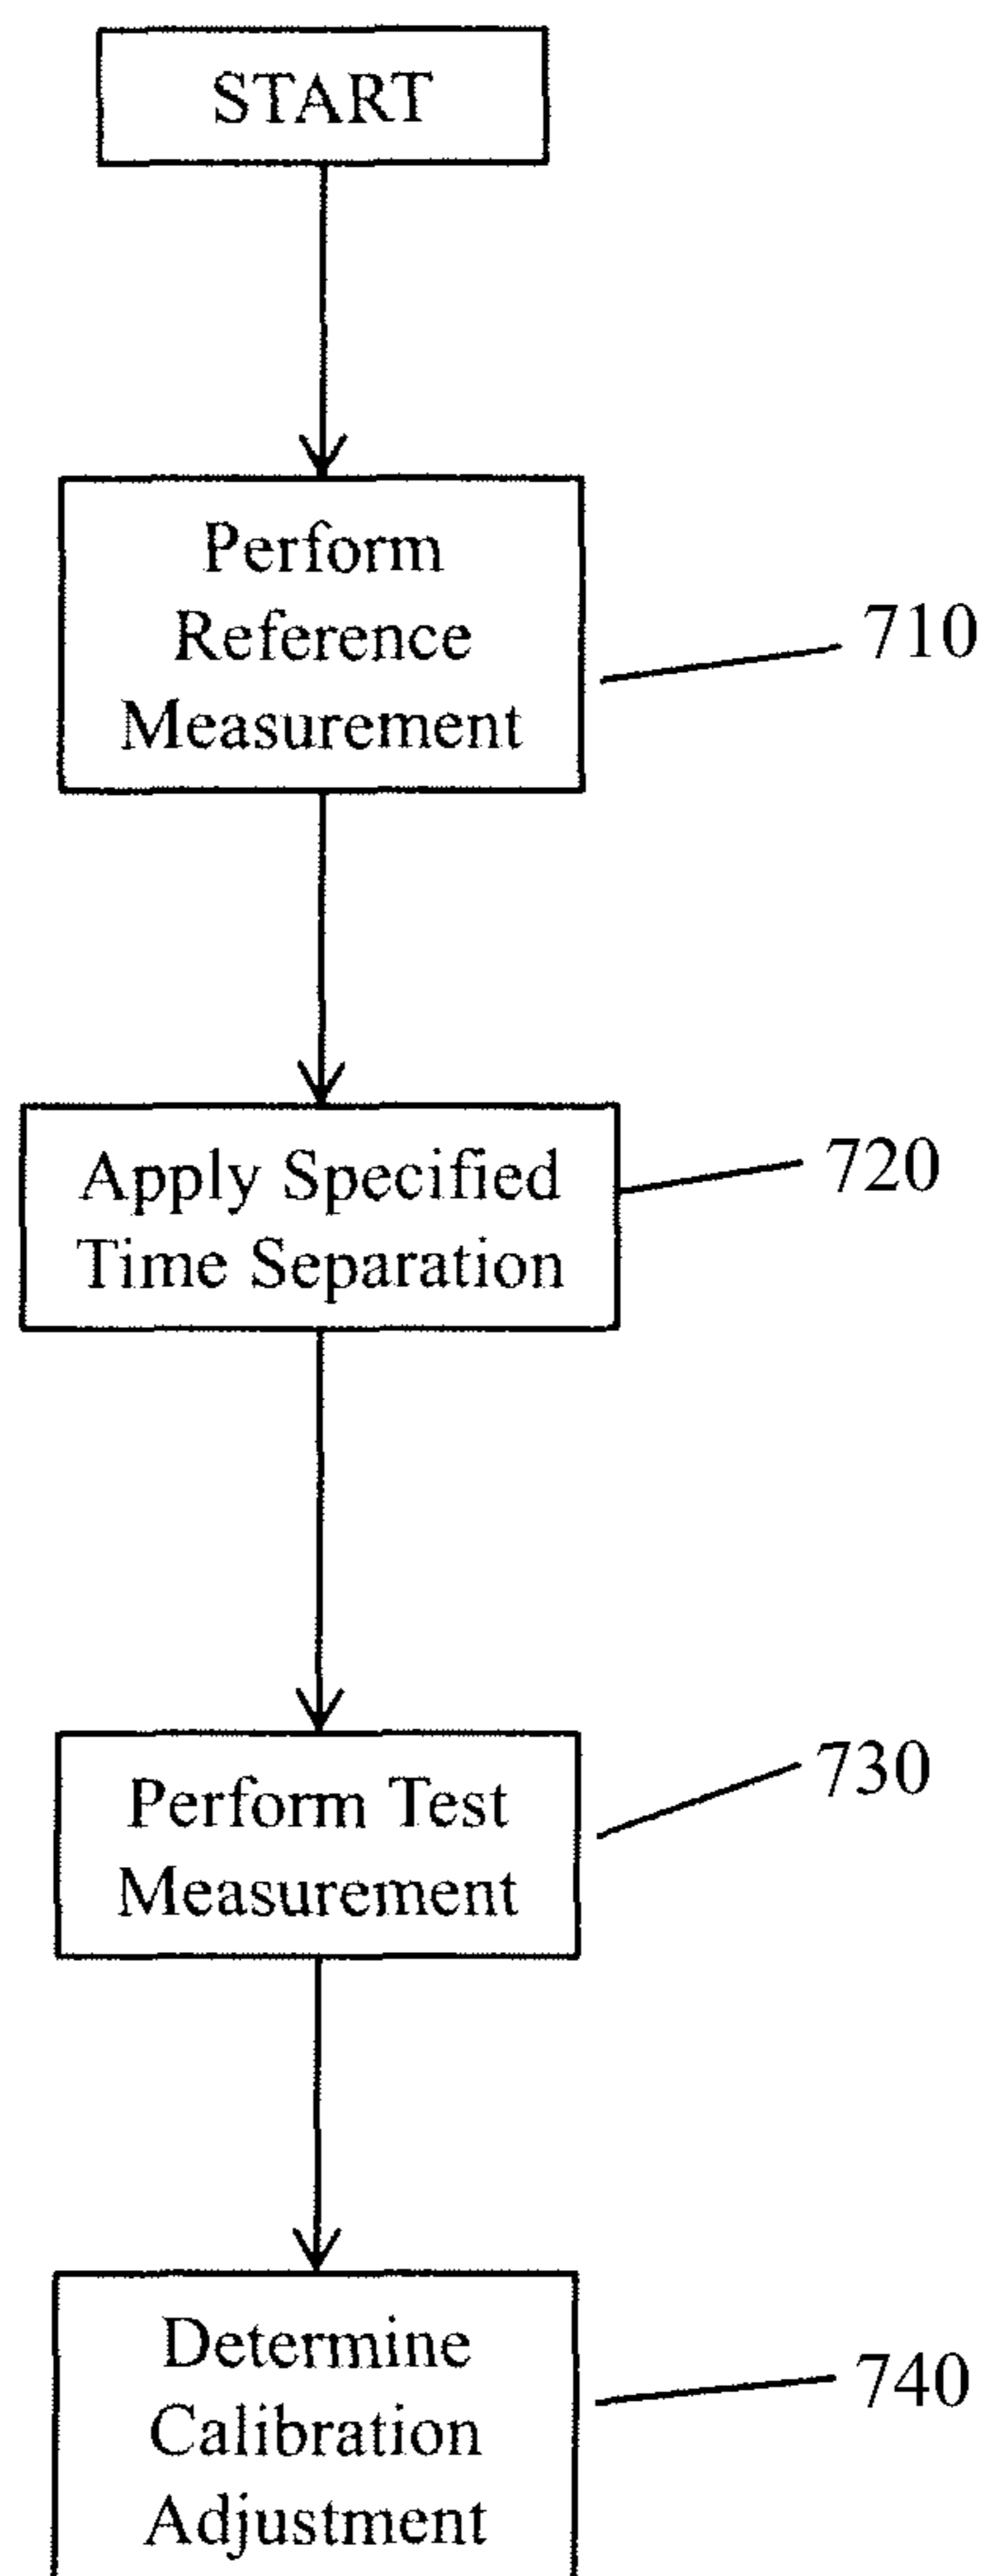 START
Perform
Reference
Measurement
710
Apply Specified
Time Separation
720
Perform Test
Measurement
730
Determine
Calibration
Adjustment
740